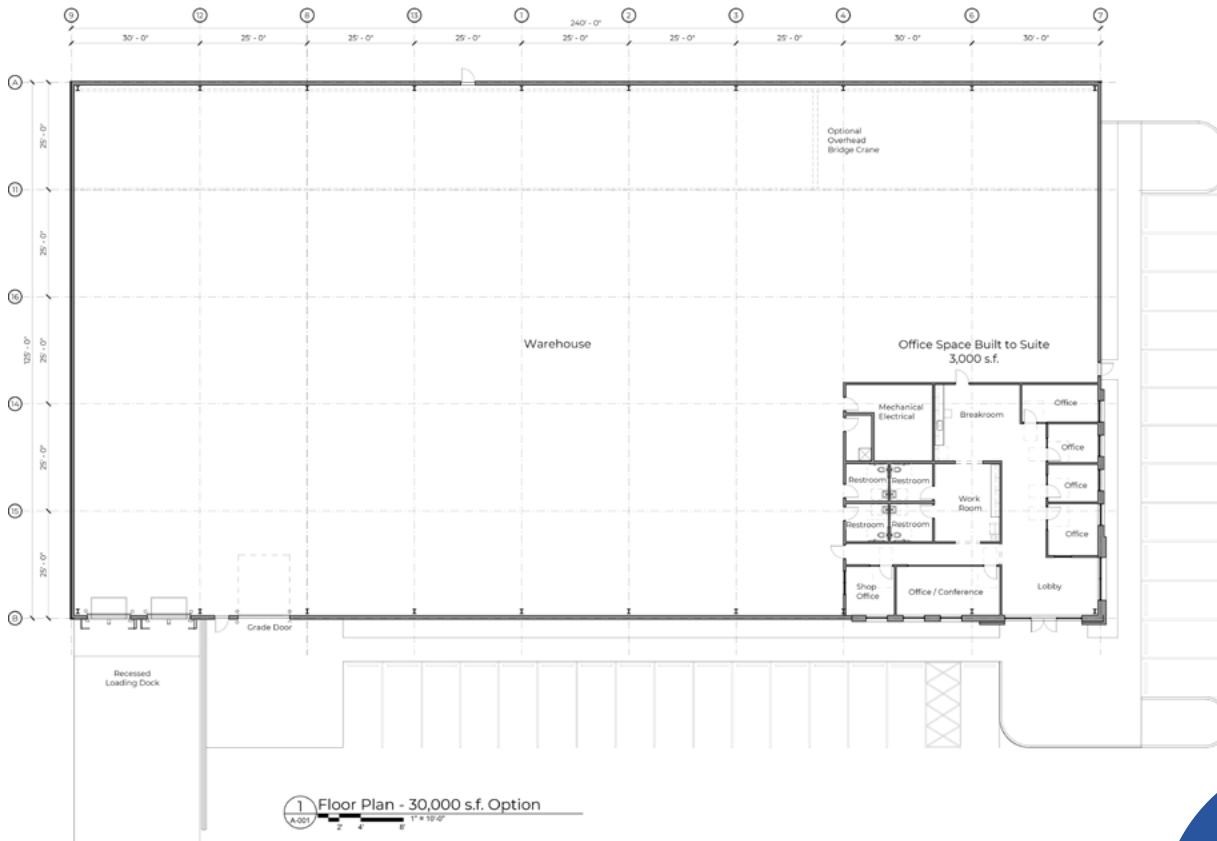 9 12 8 13 1 2 3 4 6 7
240' - 0"
30' - 0" 25' - 0" 25' - 0" 25' - 0" 25' - 0" 25' - 0" 25' - 0" 30' - 0" 30' - 0"
A
25' - 0"
Optional
Overhead
Bridge Crane
11
25' - 0"
16
125' - 0"
25' - 0"
Warehouse
Office Space Built to Suite
3,000 s.f.
14
Mechanical
Electrical
Breakroom
Office
25' - 0"
Office
Restroom
Restroom
Office
Work
Room
15
Restroom
Restroom
Office
25' - 0"
Shop
Office
Office / Conference
Lobby
B
Grade Door
Recessed
Loading Dock
1
A-001
Floor Plan - 30,000 s.f. Option
1" = 10'-0"
2' 4' 8'